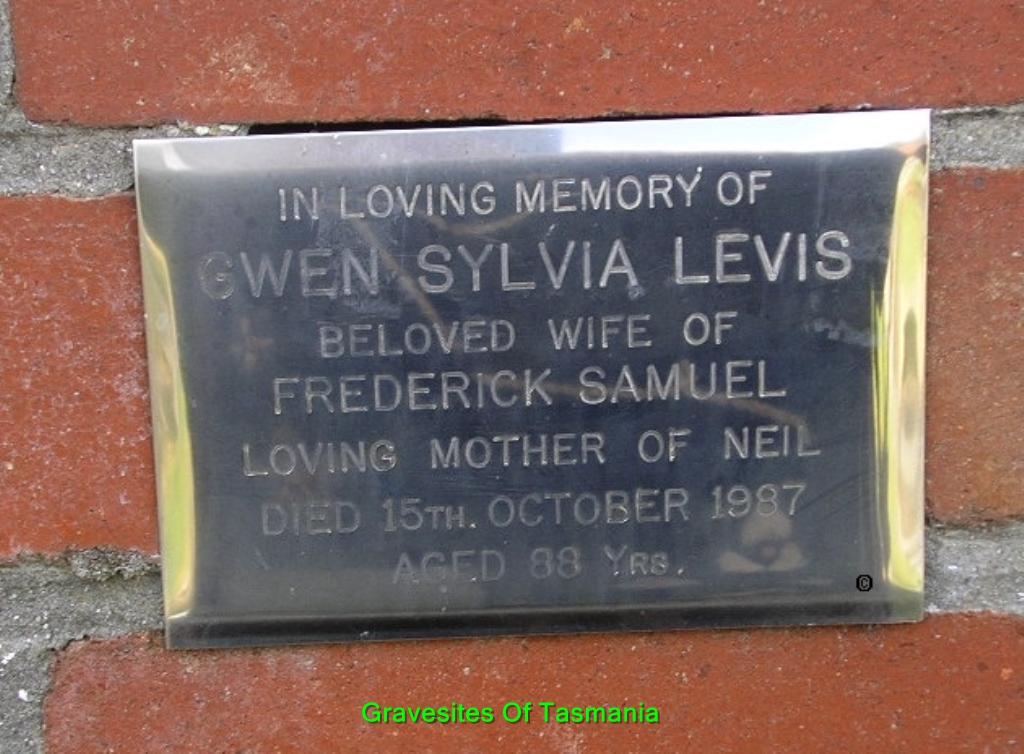 IN LOVING MEMORY OF
GWEN SYLVIA LEVIS
BELOVED WIFE OF
FREDERICK SAMUEL
LOVING MOTHER OF NEIL
DIED 15TH. OCTOBER 1987
AGED 88 YRS.
©
Gravesites Of Tasmania